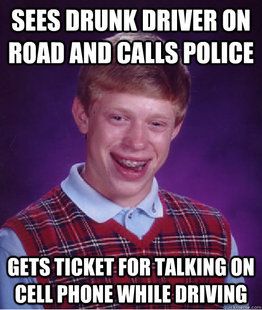 SEES DRUNK DRIVER ON
ROAD AND CALLS POLICE
GETS TICKET FOR TALKING ON
CELL PHONE WHILE DRIVING